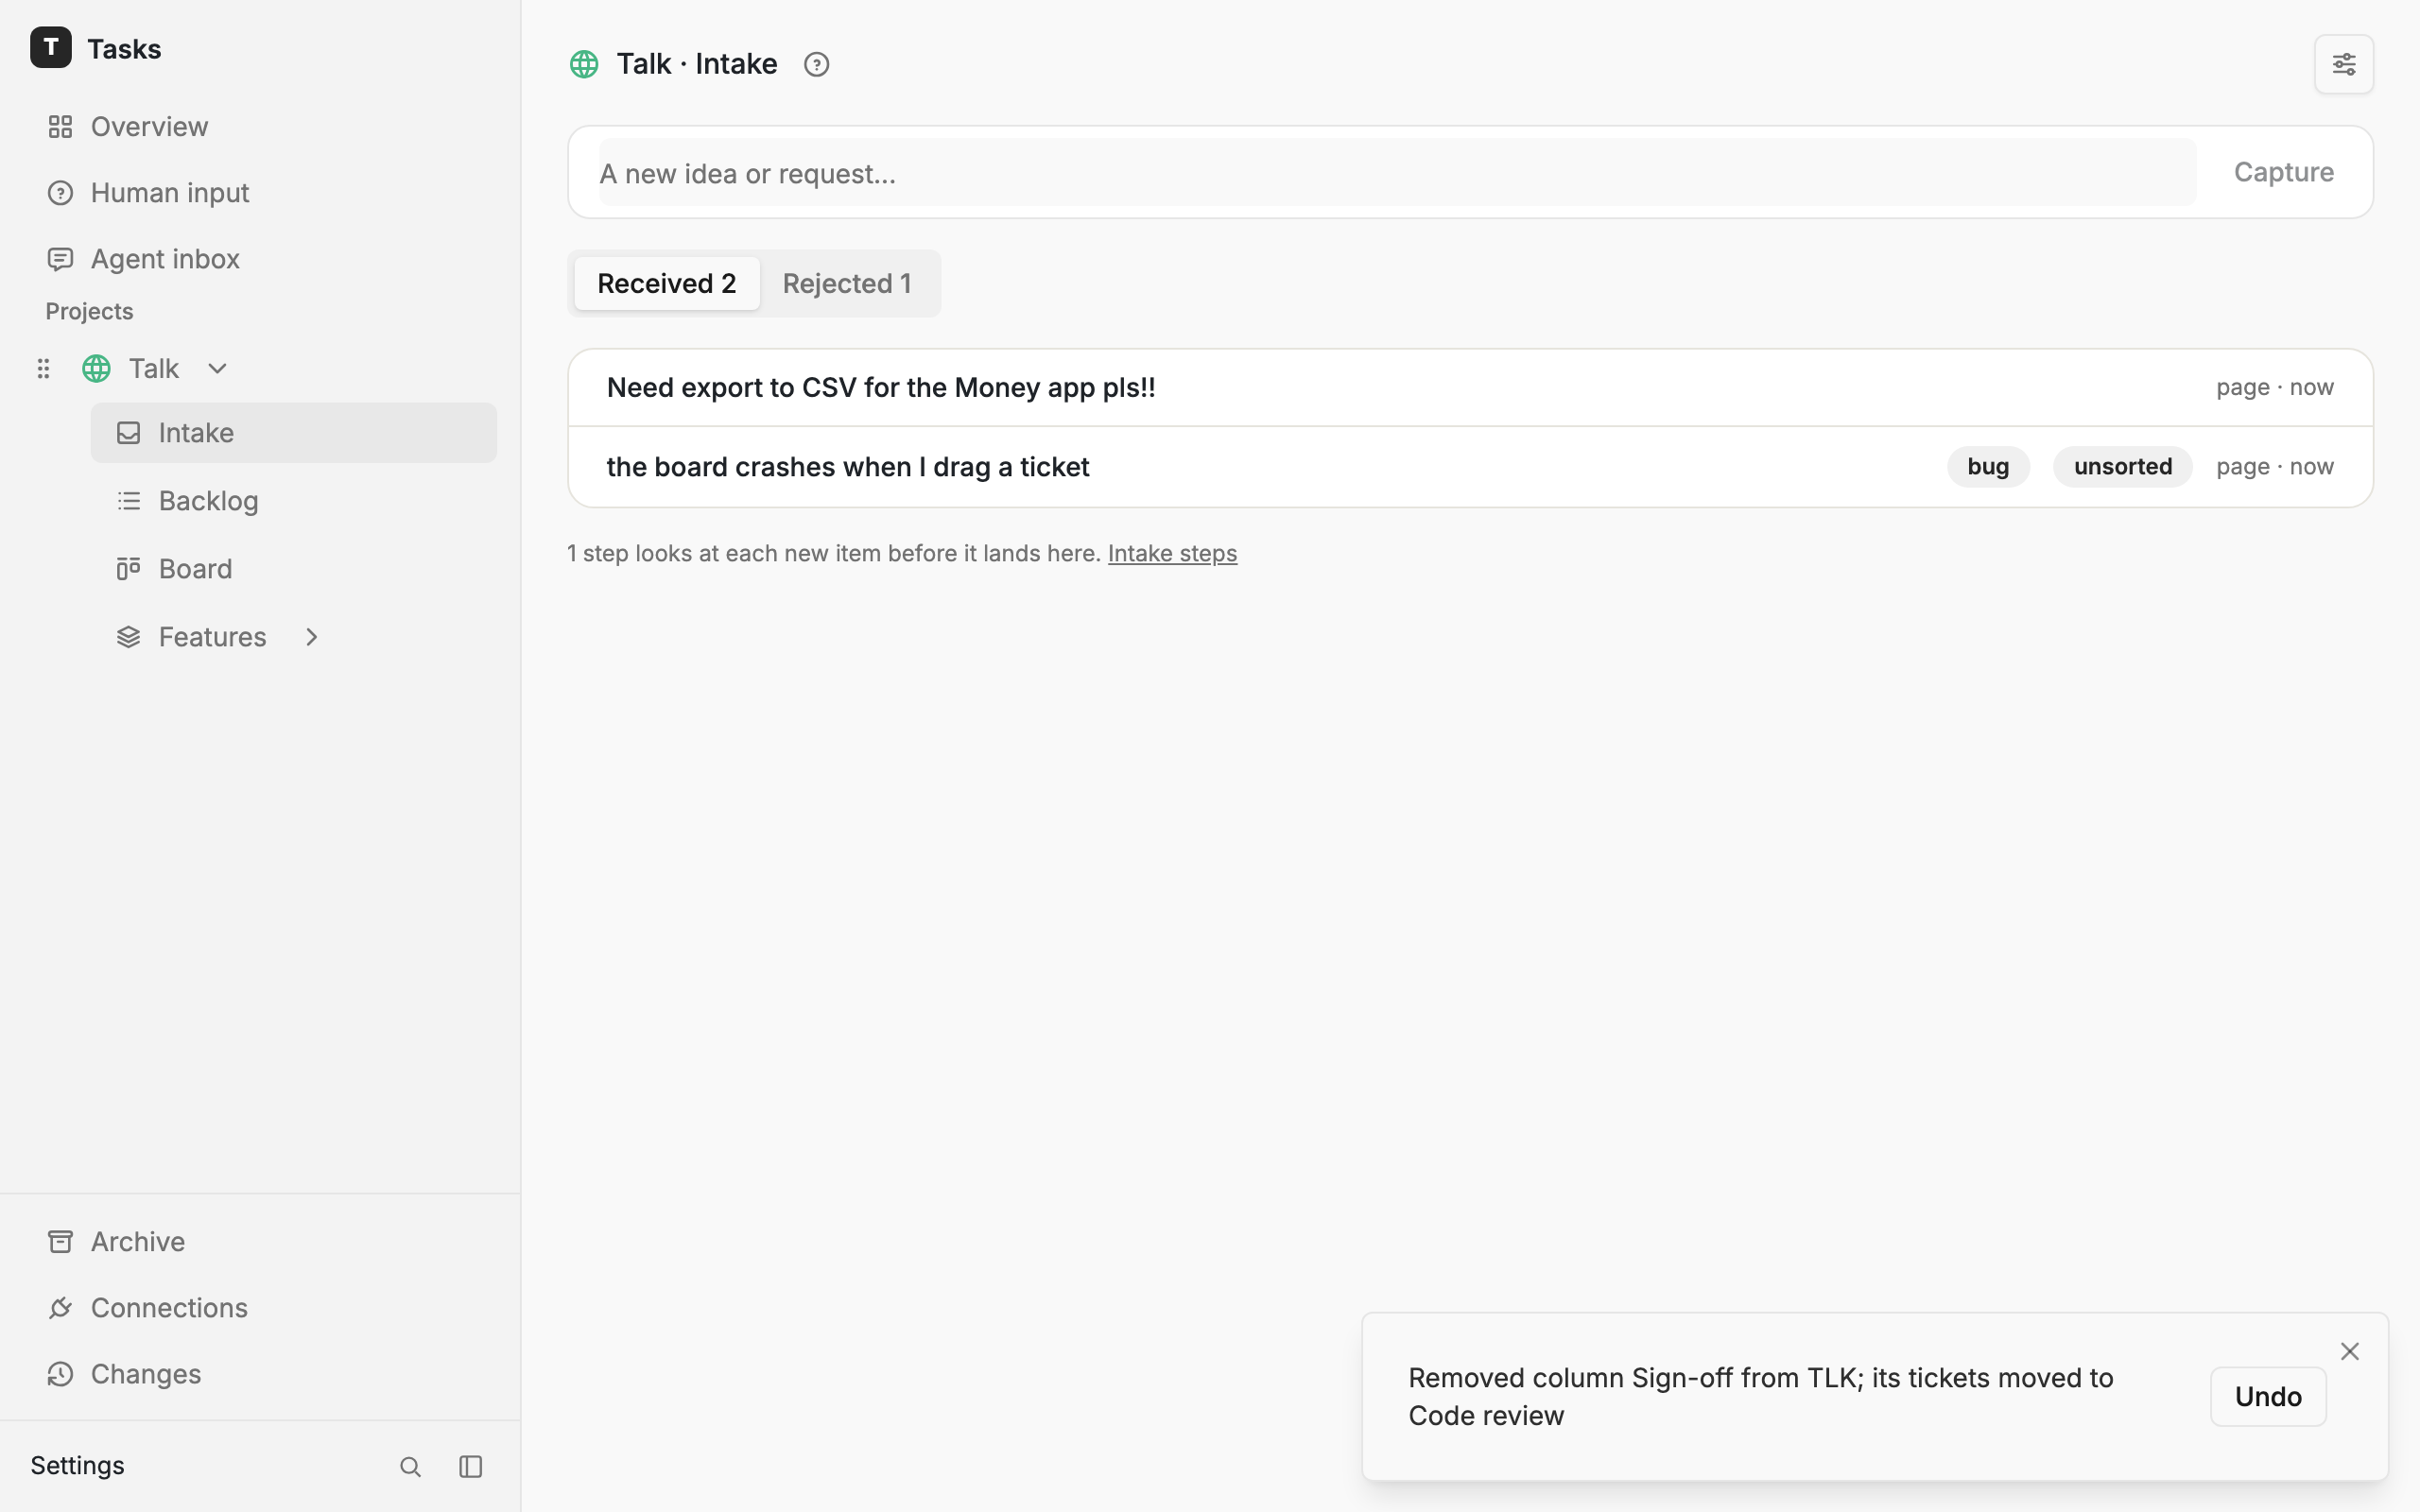 T Tasks
Overview
Human input
Agent inbox
Projects
Talk
Intake
Backlog
Board
Features
Archive
Connections
Changes
Settings
Talk · Intake
A new idea or request...
Capture
Received 2
Rejected 1
Need export to CSV for the Money app pls!!
page · now
the board crashes when I drag a ticket
bug
unsorted
page · now
1 step looks at each new item before it lands here. Intake steps
Removed column Sign-off from TLK; its tickets moved to
Code review
Undo